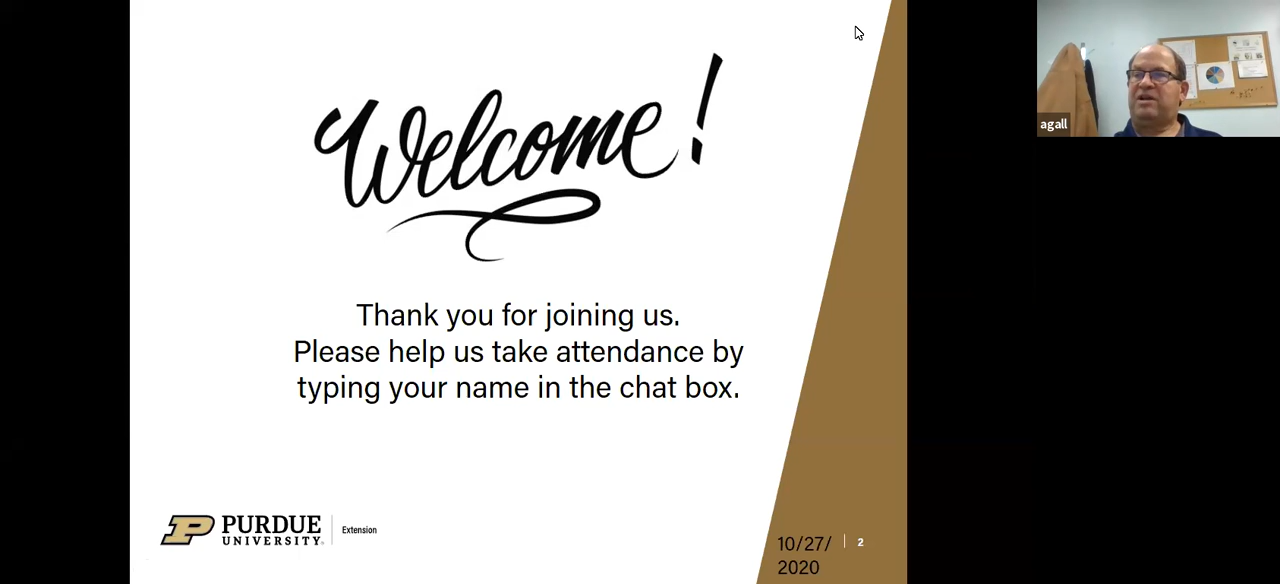 Welcome!
Thank you for joining us.
Please help us take attendance by
typing your name in the chat box.
PURDUE
UNIVERSITY®
Extension
10/27/
2020
2
agall